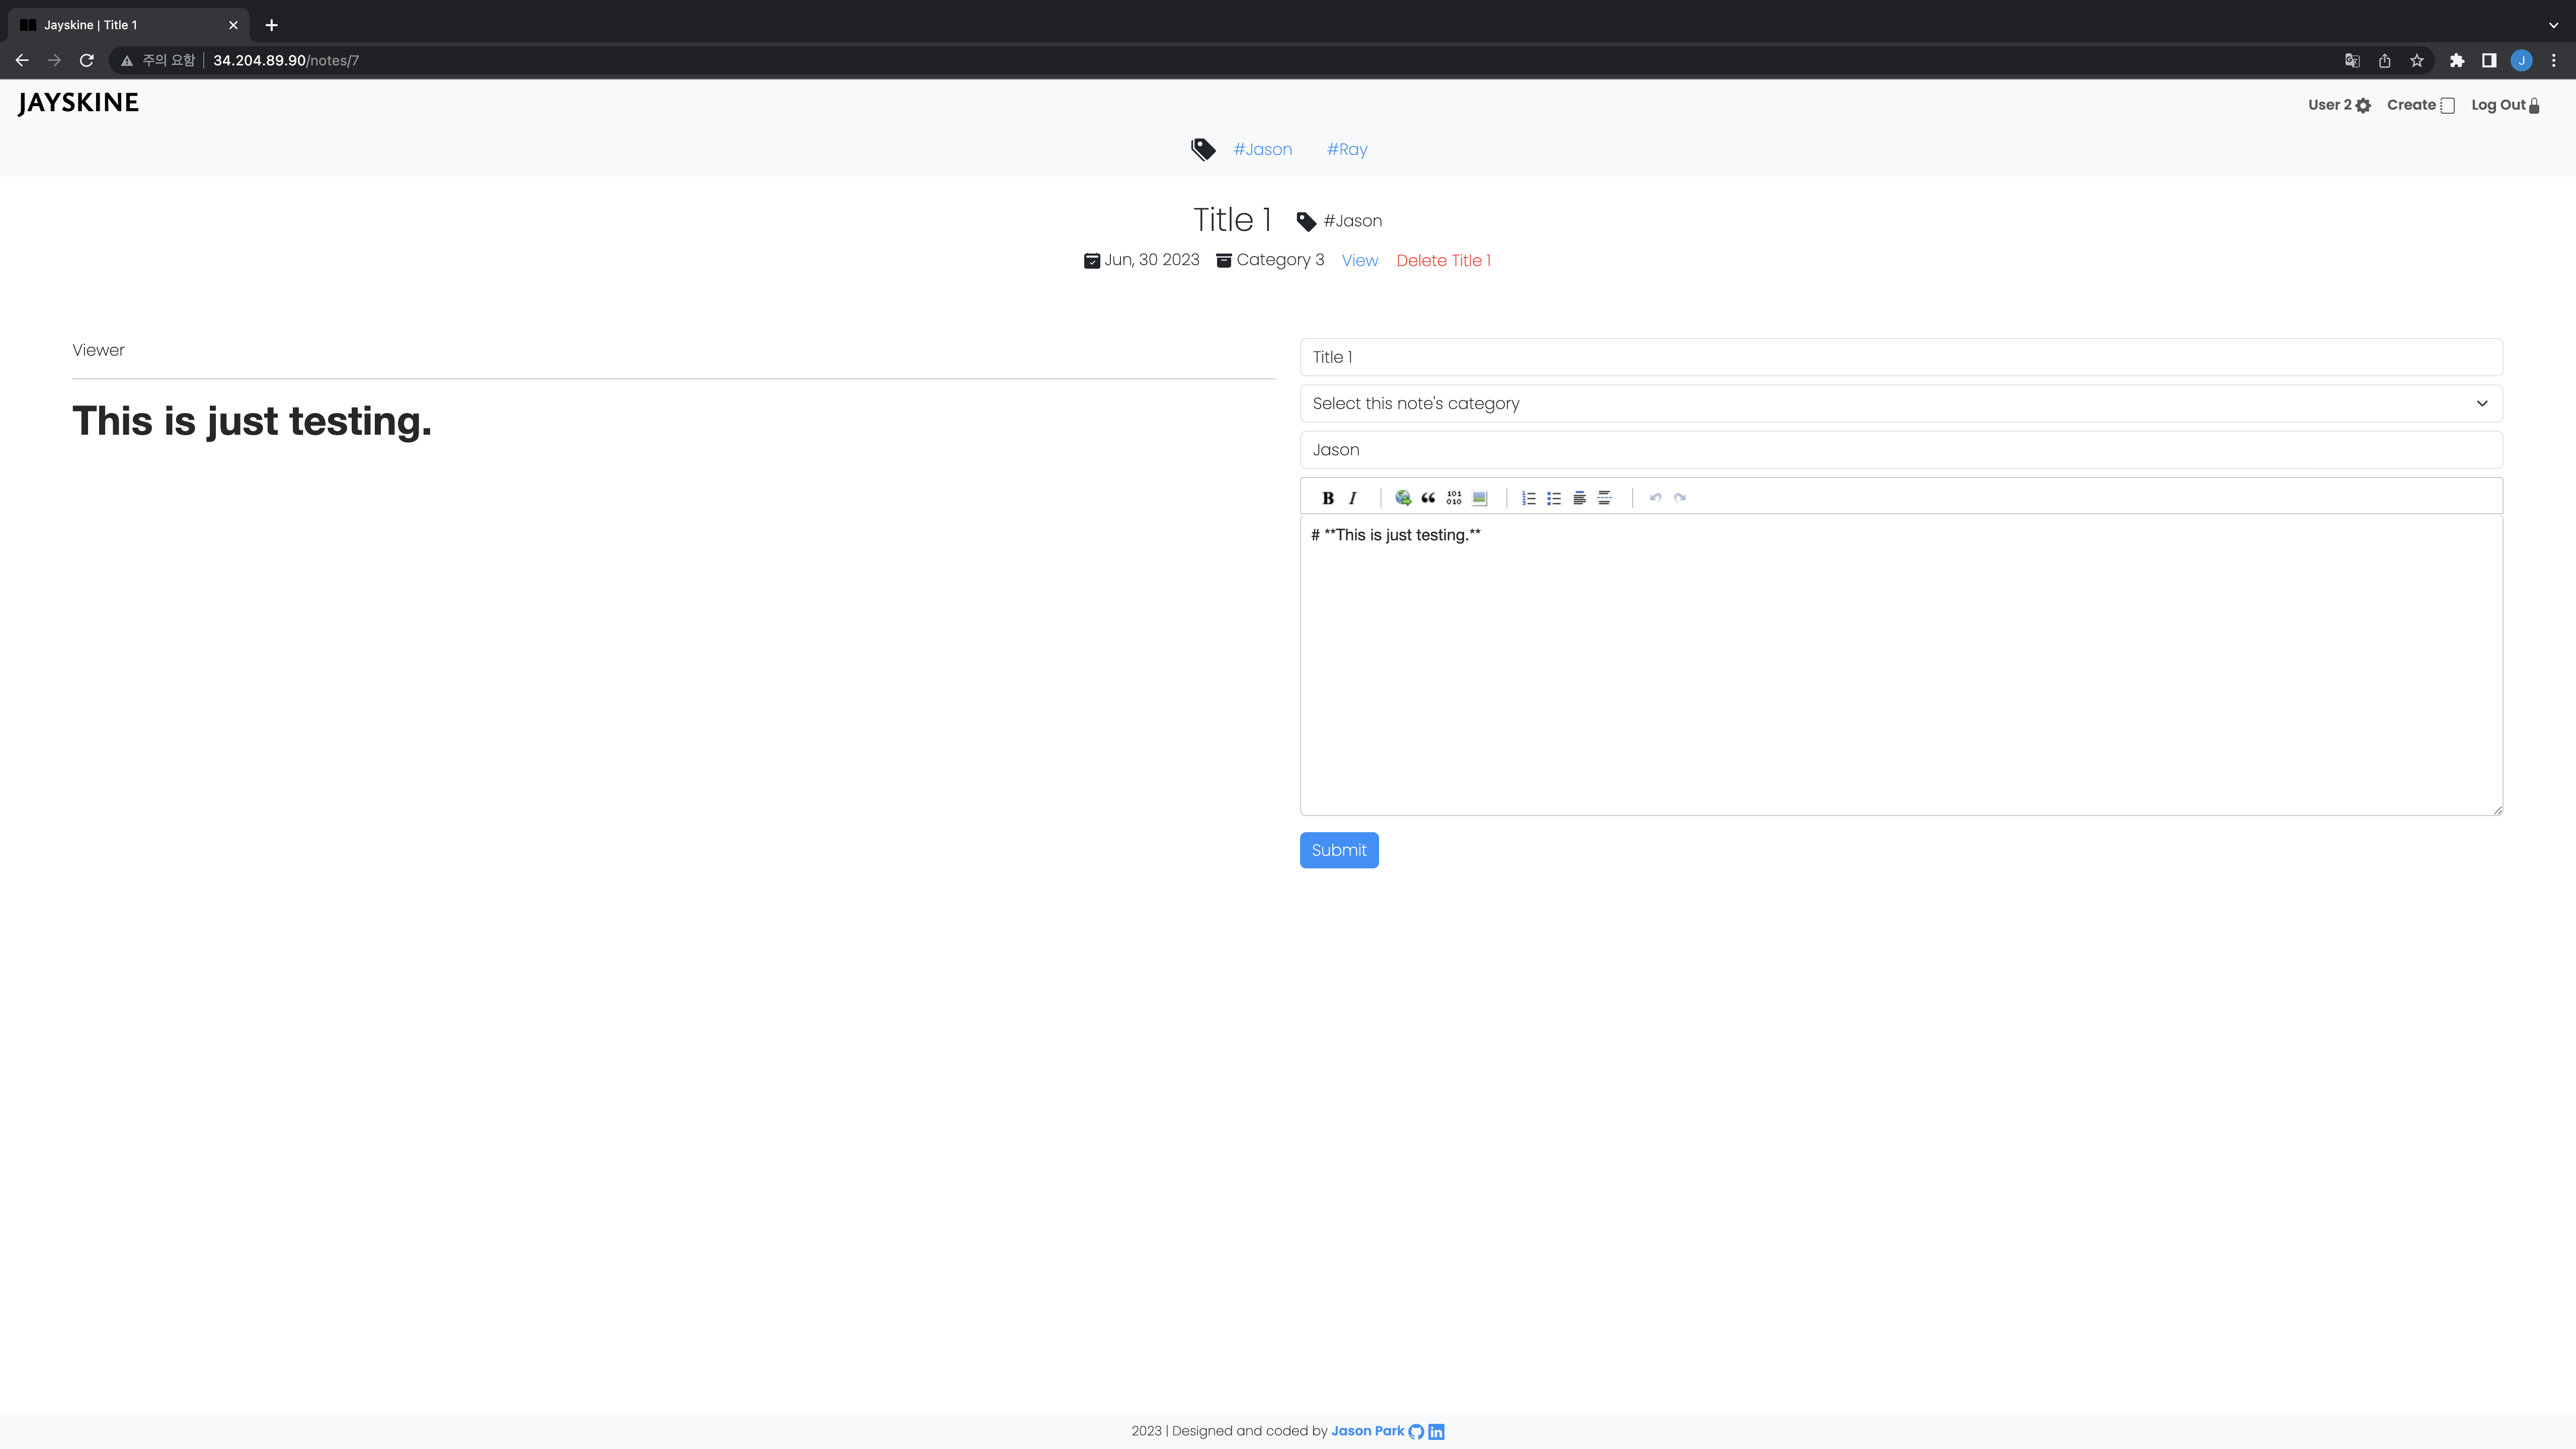 Jayskine | Title 1
주의 요함 | 34.204.89.90/notes/7
J
JAYSKINE
User 2 Create Log Out
#Jason #Ray
Title 1 #Jason
Jun, 30 2023 Category 3 View Delete Title 1
Viewer
This is just testing.
Title 1
Select this note's category
Jason
B I 101 010
# **This is just testing.**
Submit
2023 | Designed and coded by Jason Park in